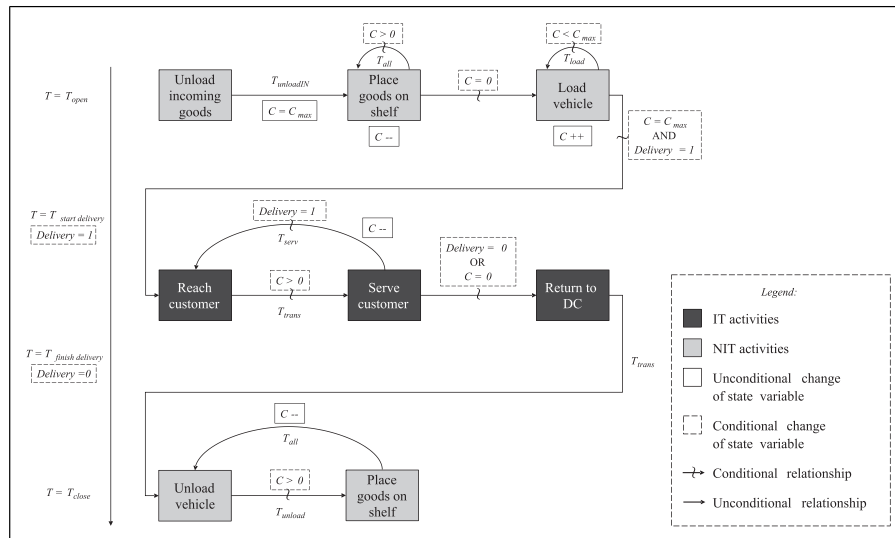 C > 0
T_all
C < C_max
T_load
T = T_open
Unload
incoming
goods
T_unloadIN
C = C_max
Place
goods on
shelf
C --
C = 0
Load
vehicle
C ++
C = C_max
AND
Delivery = 1
T = T_start delivery
Delivery = 1
Delivery = 1
T_serv
C --
Reach
customer
C > 0
T_trans
Serve
customer
Delivery = 0
OR
C = 0
Return to
DC
T_trans
T = T_finish delivery
Delivery =0
C --
T_all
T = T_close
Unload
vehicle
C > 0
T_unload
Place
goods on
shelf
Legend:
IT activities
NIT activities
Unconditional change
of state variable
Conditional change
of state variable
Conditional relationship
Unconditional relationship